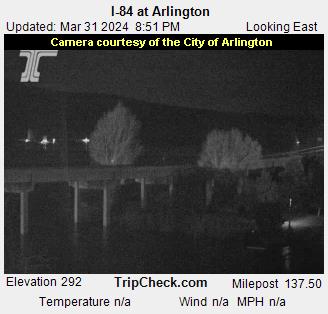 I-84 at Arlington
Updated: Mar 31 2024 8:51 PM Looking East
Camera courtesy of the City of Arlington
Elevation 292 TripCheck.com Milepost 137.50
Temperature n/a Wind n/a MPH n/a